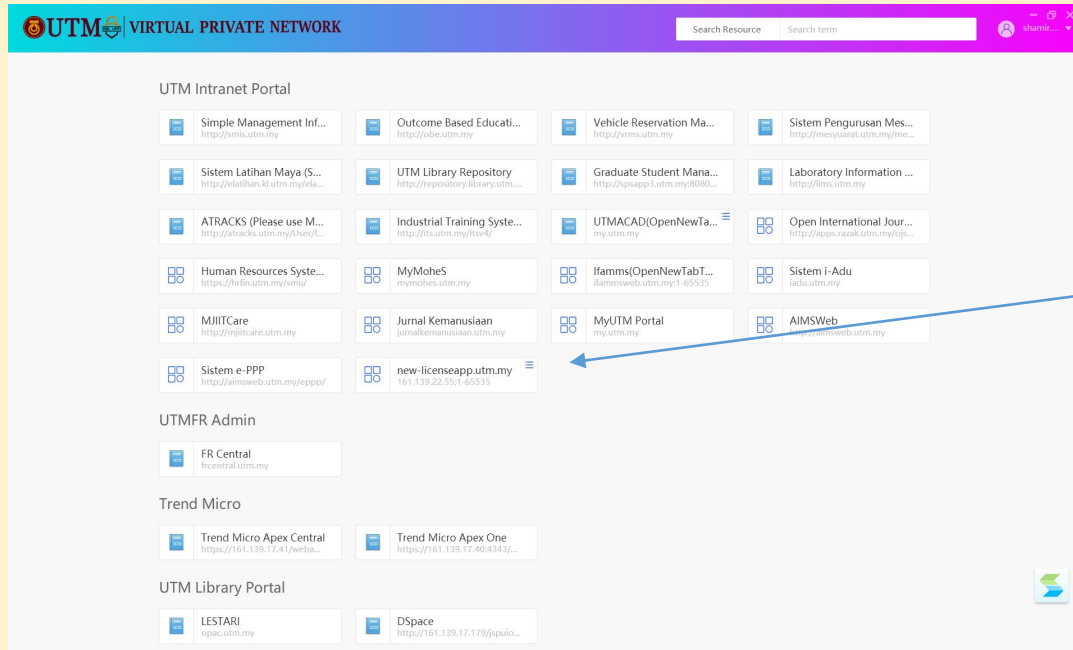 UTM VIRTUAL PRIVATE NETWORK
Search Resource Search term
shamir....
UTM Intranet Portal
Simple Management Inf...
http://smis.utm.my
Outcome Based Educati...
http://obe.utm.my
Vehicle Reservation Ma...
http://vrms.utm.my
Sistem Pengurusan Mes...
http://mesyuarat.utm.my/me...
Sistem Latihan Maya (S...
http://elatihan.kl.utm.my/ela...
UTM Library Repository
http://repository.library.utm....
Graduate Student Mana...
http://spsapp3.utm.my:8080...
Laboratory Information ...
http://lims.utm.my
ATRACKS (Please use M...
http://atracks.utm.my/User/l...
Industrial Training Syste...
http://its.utm.my/itsv4/
UTMACAD(OpenNewTa...
my.utm.my
Open International Jour...
http://apps.razak.utm.my/ojs...
Human Resources Syste...
https://hrfin.utm.my/smu/
MyMoheS
mymohes.utm.my
Ifamms(OpenNewTabT...
ifammsweb.utm.my:1-65535
Sistem i-Adu
iadu.utm.my
MJIITCare
http://mjiitcare.utm.my
Jurnal Kemanusiaan
jurnalkemanusiaan.utm.my
MyUTM Portal
my.utm.my
AIMSWeb
http://aimsweb.utm.my
Sistem e-PPP
http://aimsweb.utm.my/eppp/
new-licenseapp.utm.my
161.139.22.55:1-65535
UTMFR Admin
FR Central
frcentral.utm.my
Trend Micro
Trend Micro Apex Central
https://161.139.17.41/weba...
Trend Micro Apex One
https://161.139.17.40:4343/...
UTM Library Portal
LESTARI
opac.utm.my
DSpace
http://161.139.17.179/jspuio...